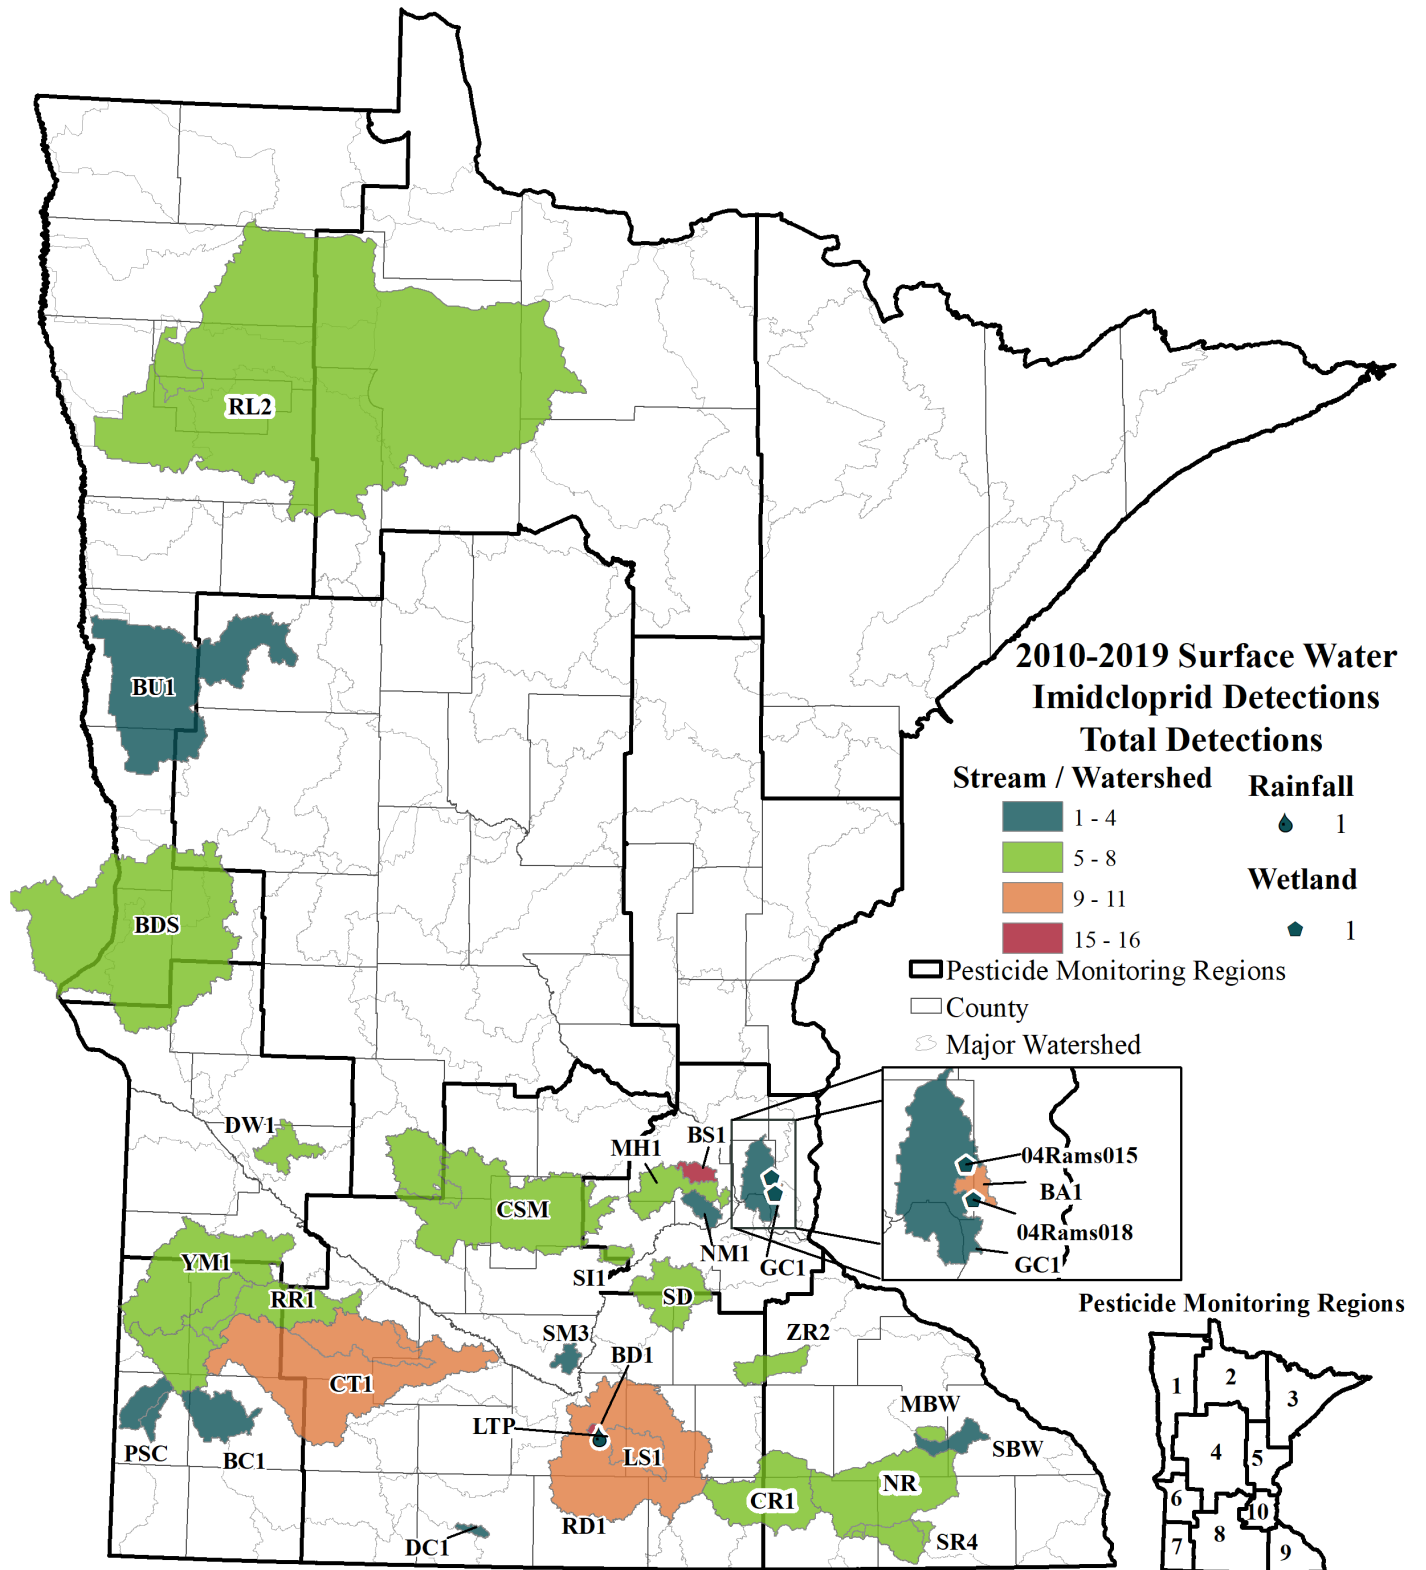 RL2
BU1
2010-2019 Surface Water
Imidcloprid Detections
Total Detections
Stream / Watershed
1 - 4
5 - 8
9 - 11
15 - 16
Rainfall
1
Wetland
1
Pesticide Monitoring Regions
County
Major Watershed
BDS
DW1
MH1
BS1
CSM
NM1
GC1
04Rams015
BA1
04Rams018
GC1
YM1
RR1
SI1
SD
SM3
BD1
ZR2
CT1
LTP
LS1
MBW
SBW
PSC
BC1
NR
CR1
RD1
DC1
SR4
Pesticide Monitoring Regions
1
2
3
4
5
6
10
7
8
9